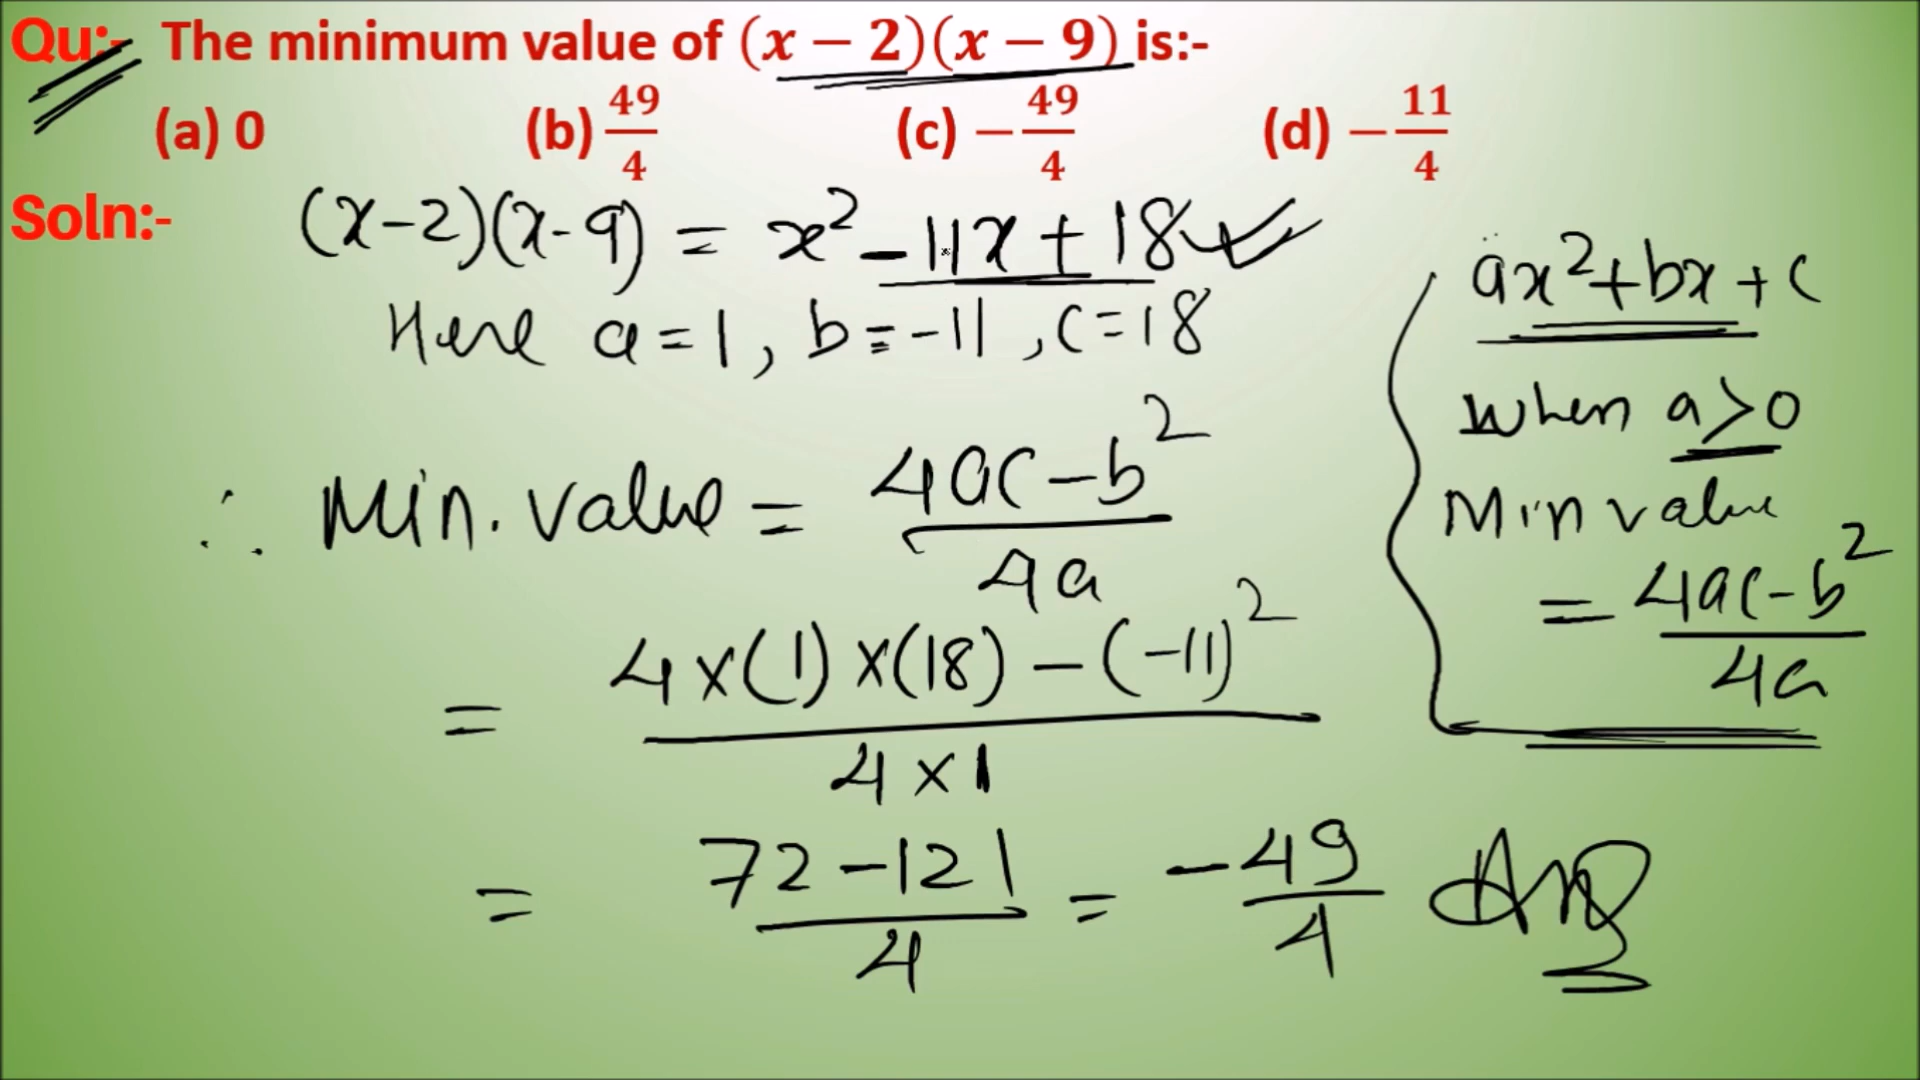 Qu:- The minimum value of (x − 2)(x − 9) is:-
(a) 0 (b) 49/4 (c) −49/4 (d) −11/4
Soln:- (x-2)(x-9) = x² - 11x + 18
Here a=1, b=-11, c=18
∴ Min. value = 4ac-b²/4a
= 4×(1)×(18)-(-11)²/4×1
= 72-121/4 = -49/4 Ans
ax²+bx+c
when a>0
Min value
= 4ac-b²/4a